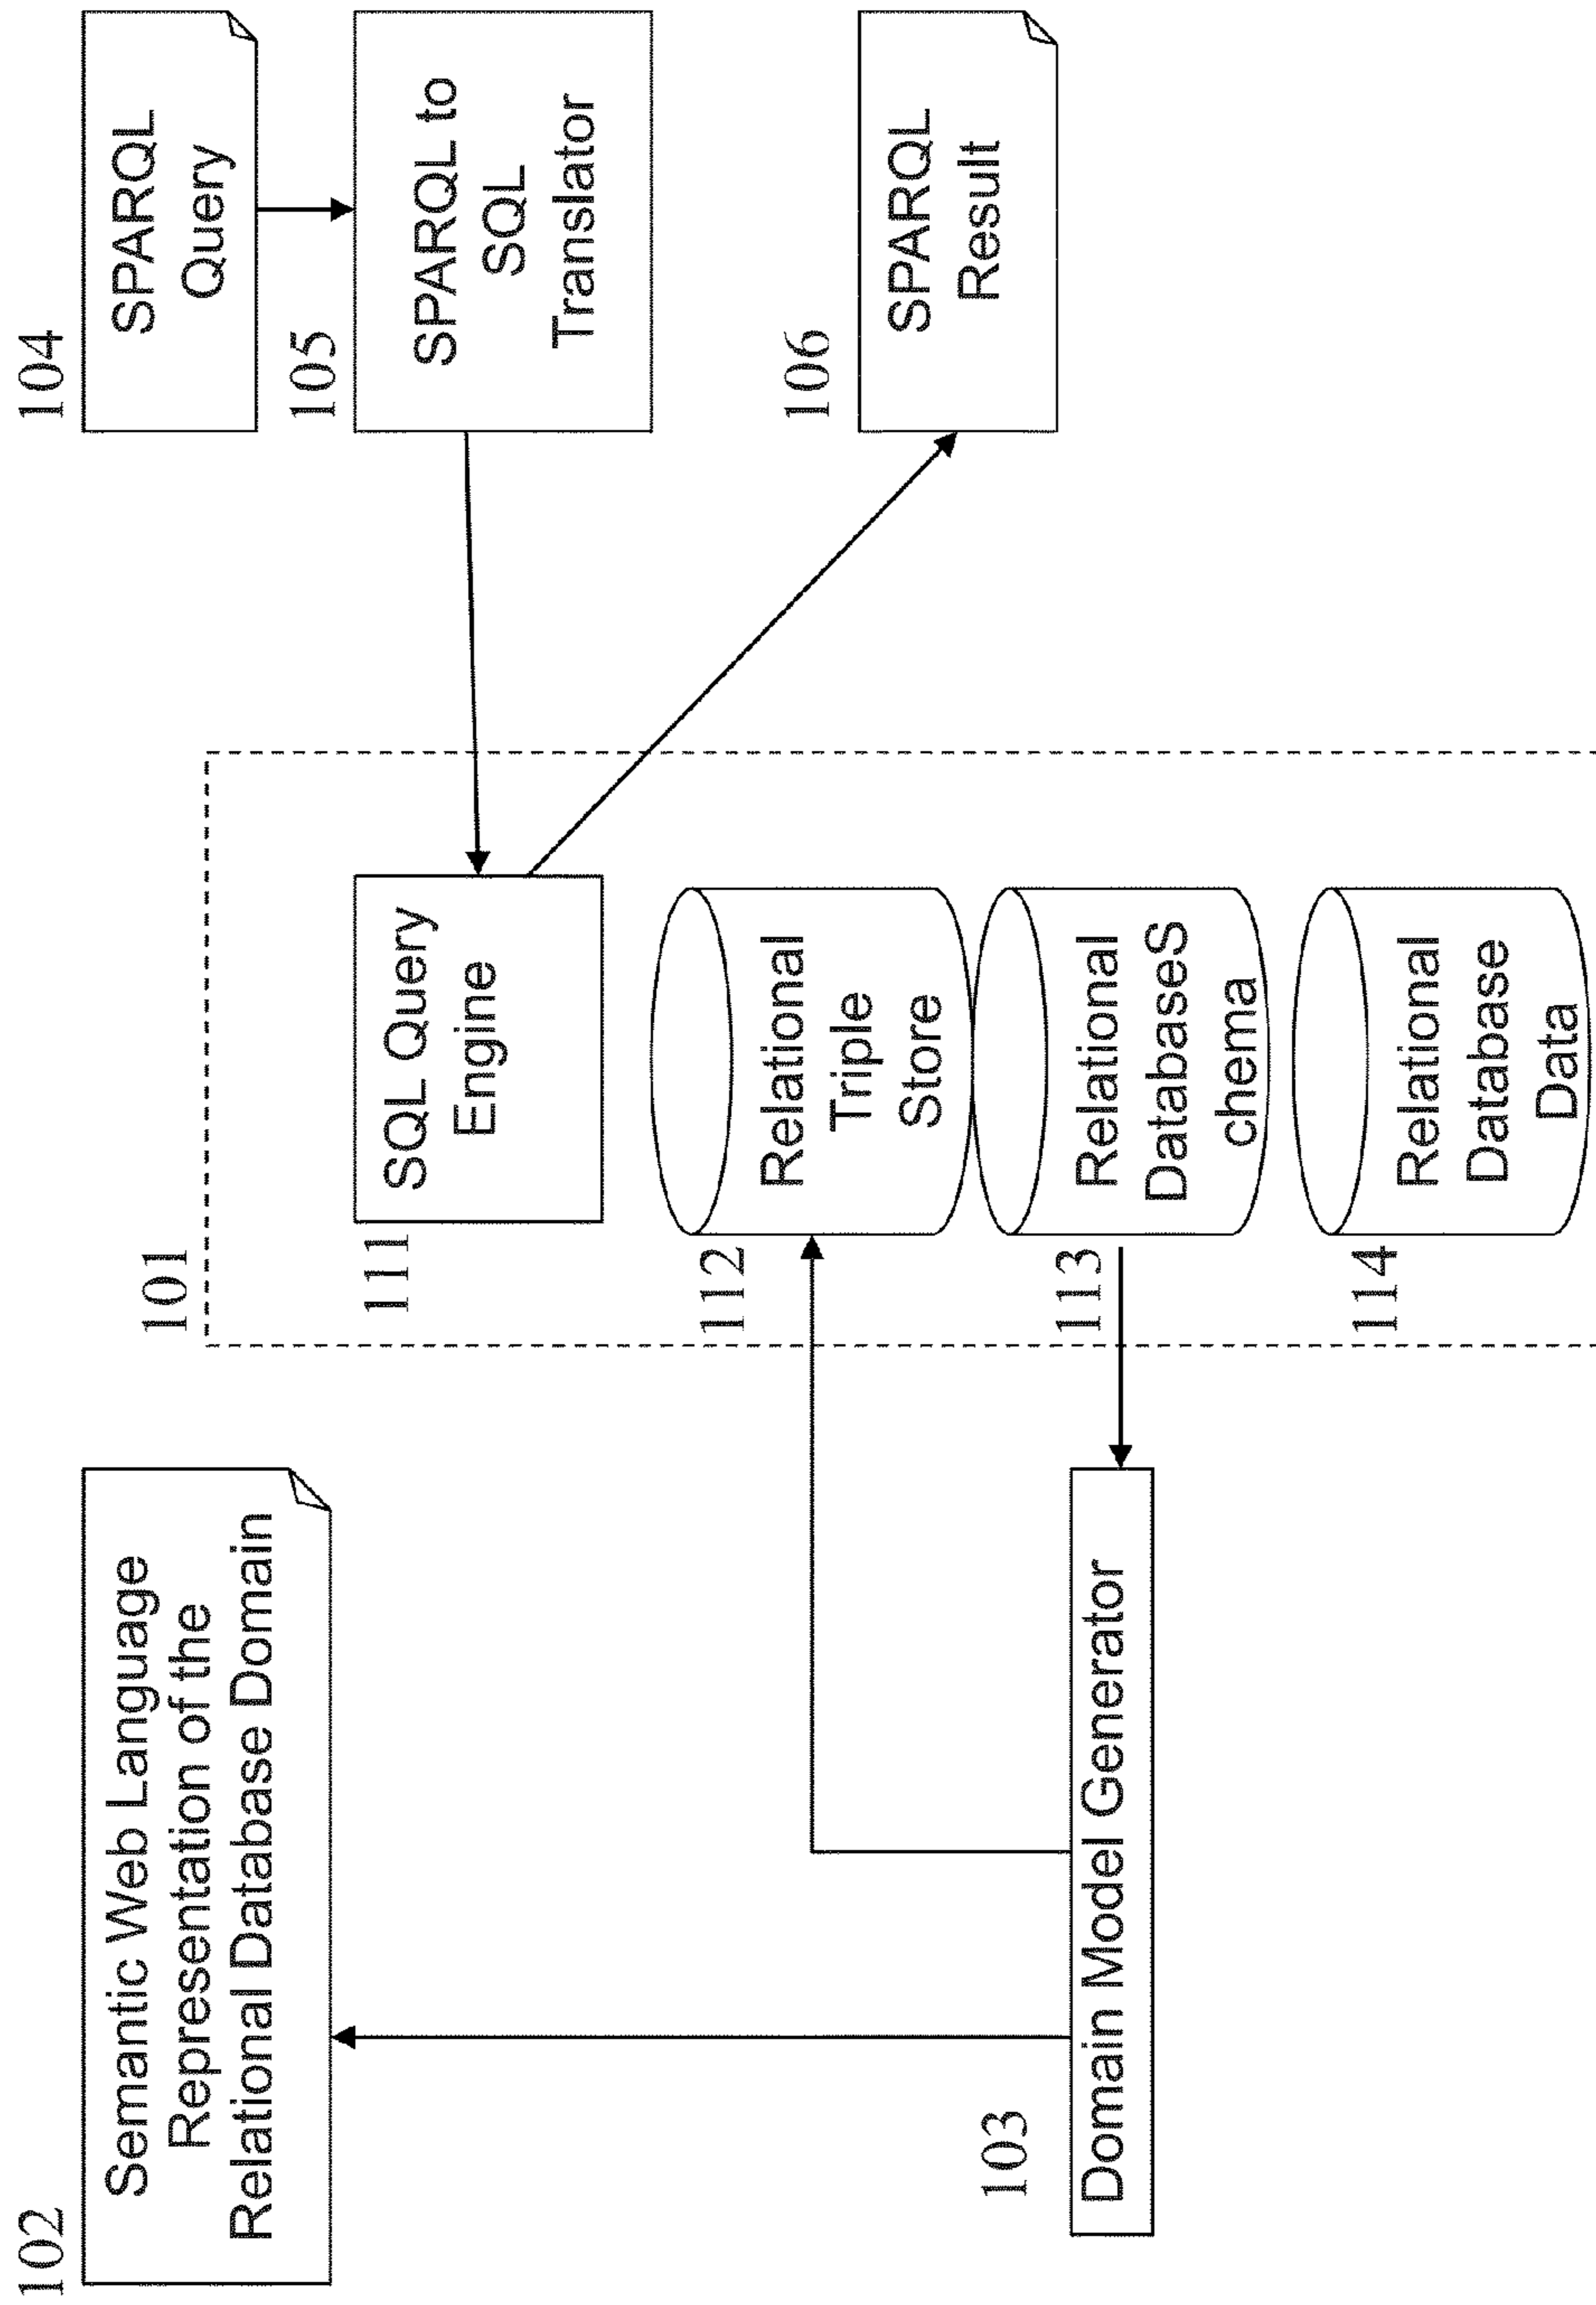 102
Semantic Web Language
Representation of the
Relational Database Domain
103
Domain Model Generator
101
111
SQL Query
Engine
112
Relational
Triple
Store
113
Relational
DatabaseS
chema
114
Relational
Database
Data
104
SPARQL
Query
105
SPARQL to
SQL
Translator
106
SPARQL
Result